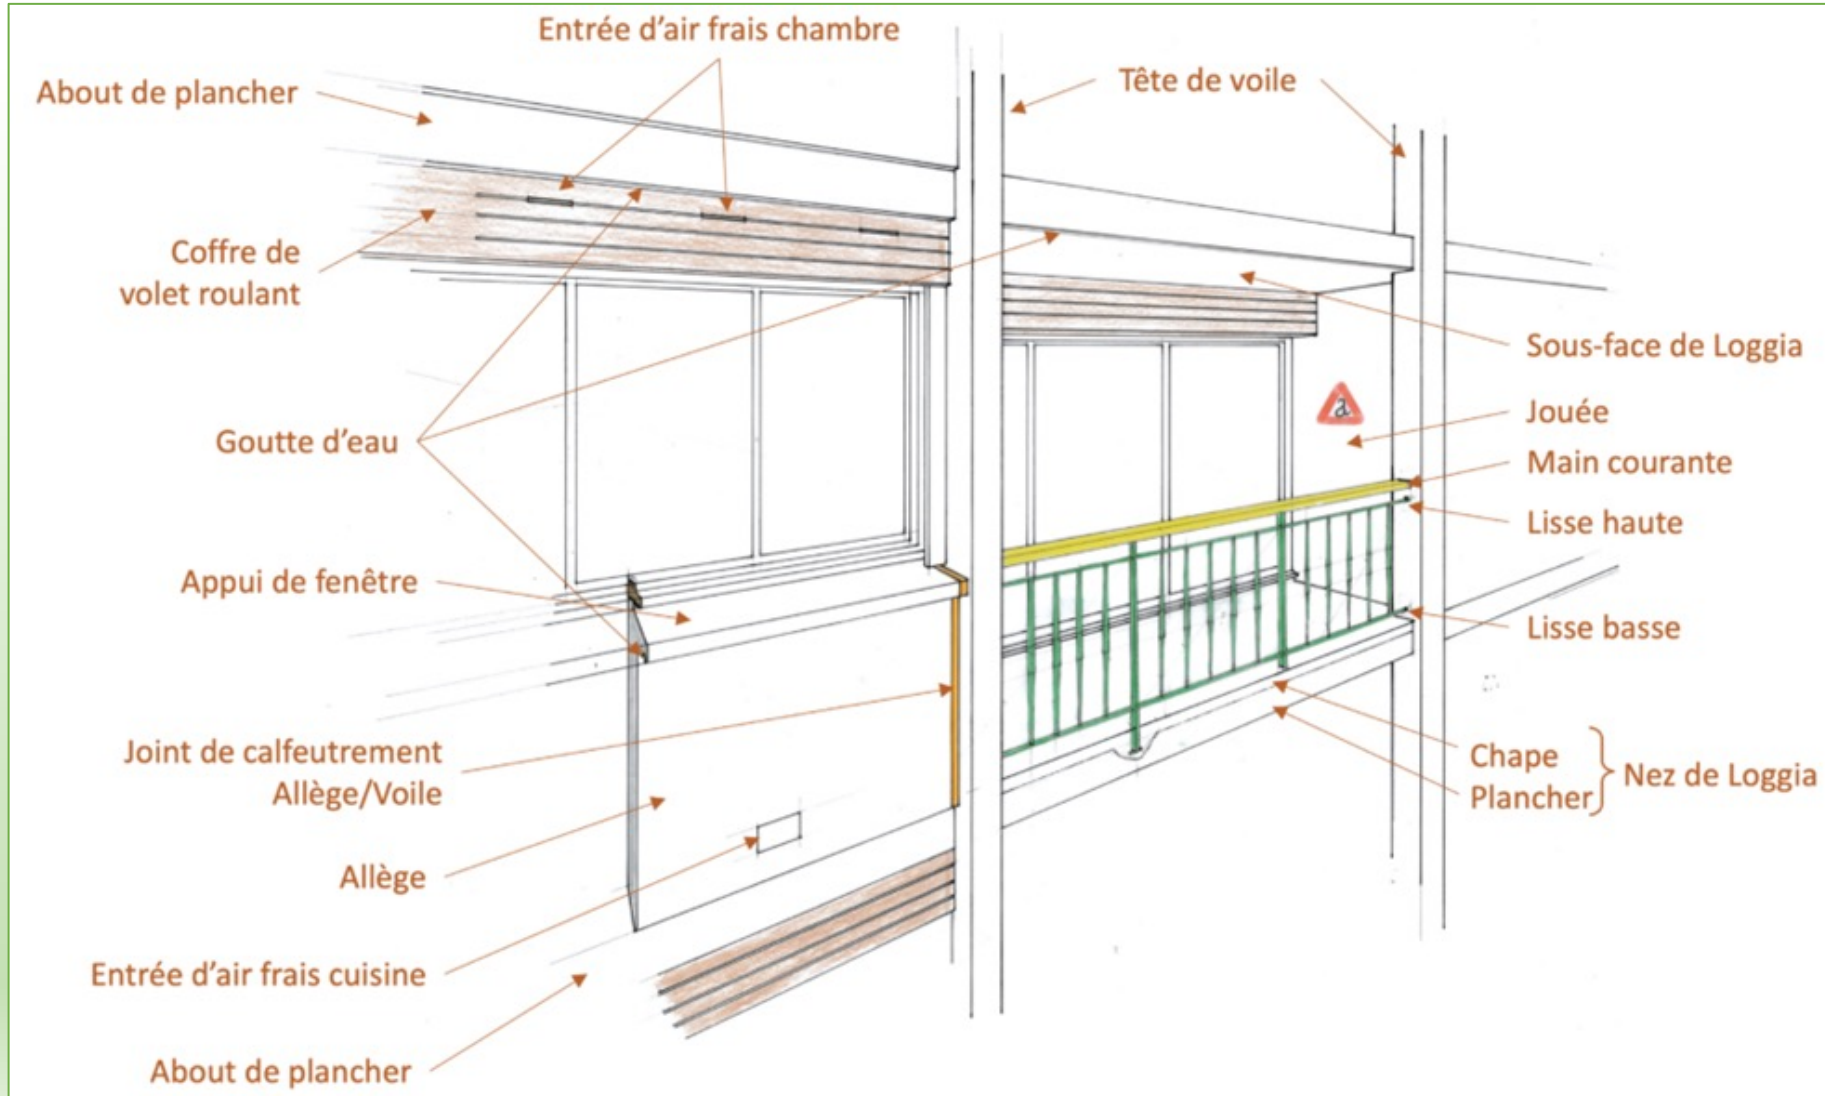 Entrée d'air frais chambre
About de plancher
Tête de voile
Coffre de
volet roulant
Sous-face de Loggia
a
Jouée
Goutte d'eau
Main courante
Lisse haute
Appui de fenêtre
Lisse basse
Joint de calfeutrement
Allège/Voile
Chape
Plancher
Nez de Loggia
Allège
Entrée d'air frais cuisine
About de plancher